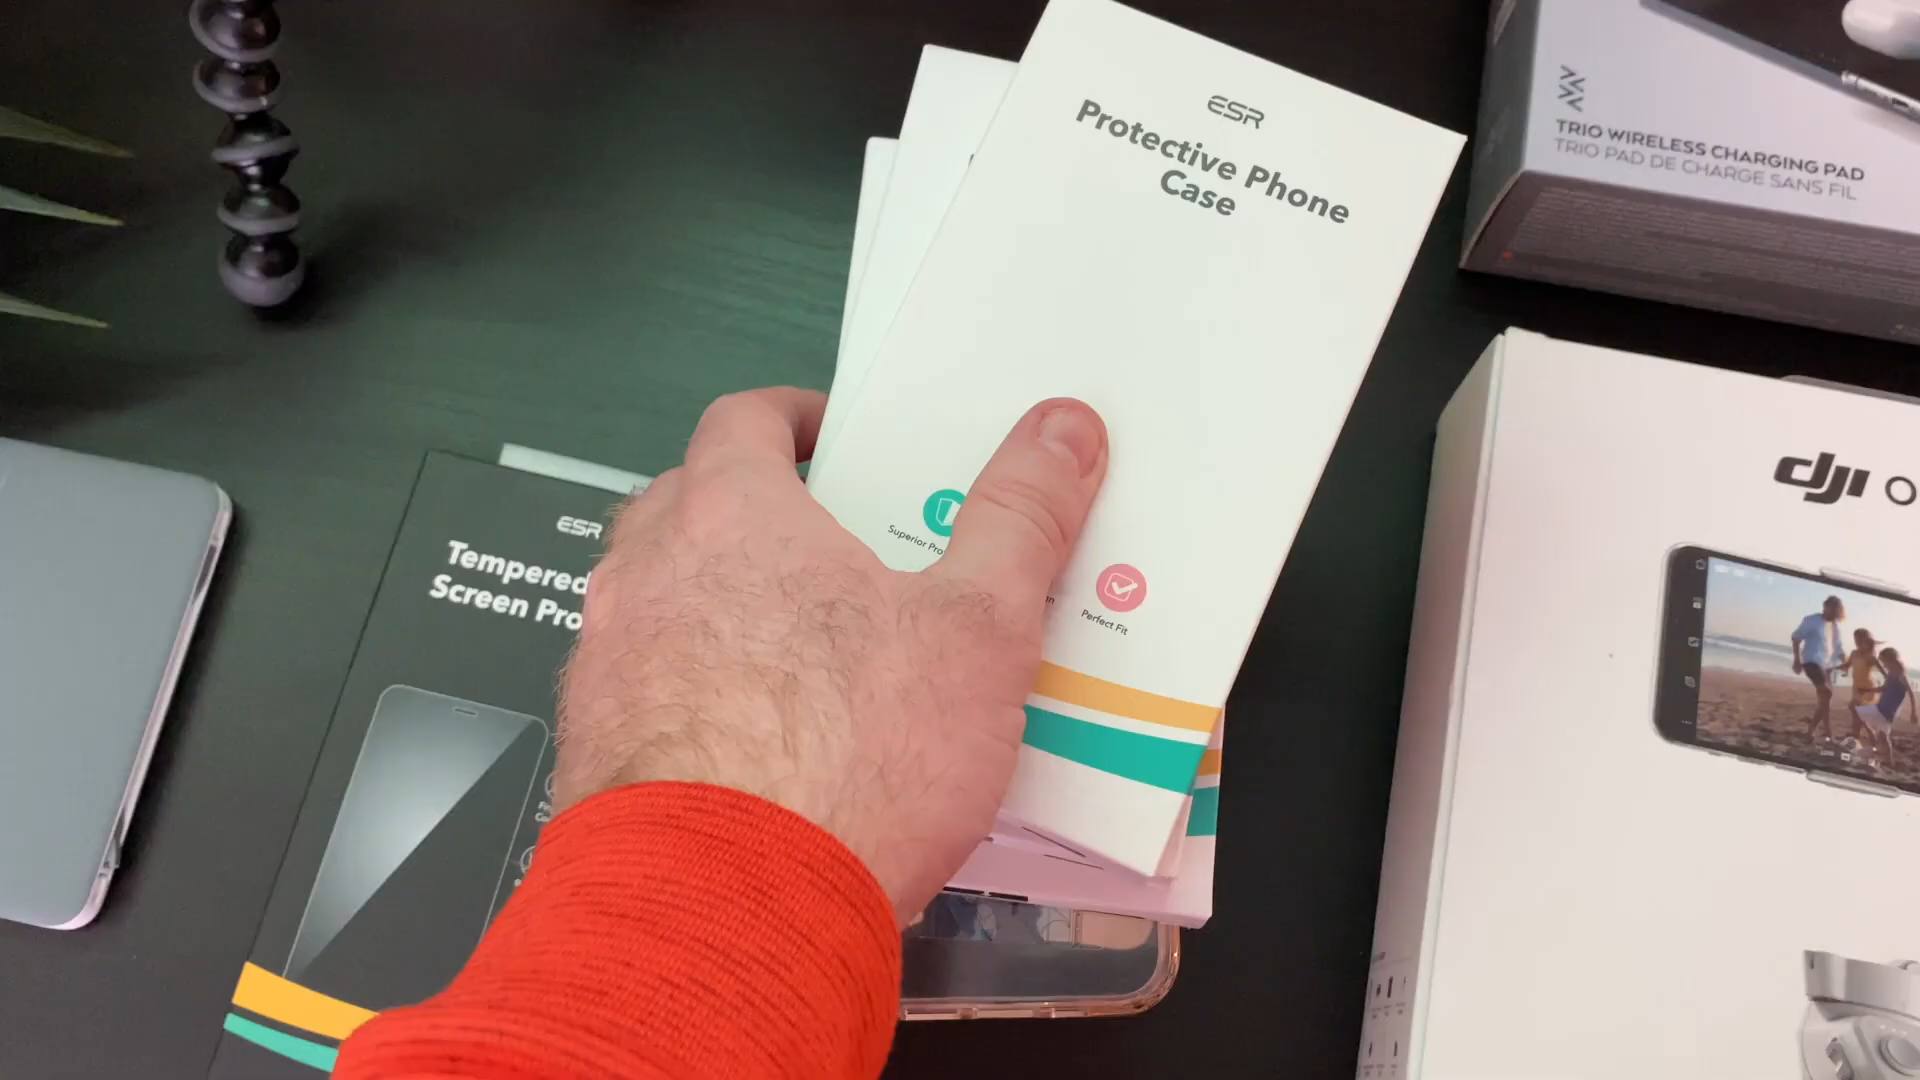 ESR
Protective Phone
Case
Superior Pro
Perfect Fit
TRIO WIRELESS CHARGING PAD
TRIO PAD DE CHARGE SANS FIL
ESR
Tempered
Screen Pro
dji O